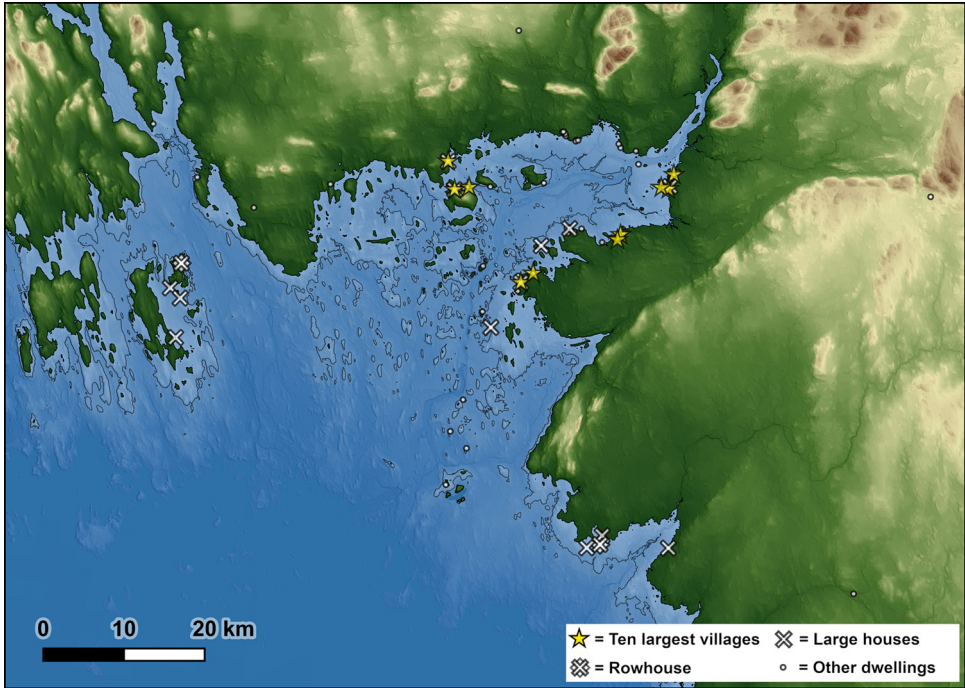 0 10 20 km
= Ten largest villages = Large houses
= Rowhouse = Other dwellings